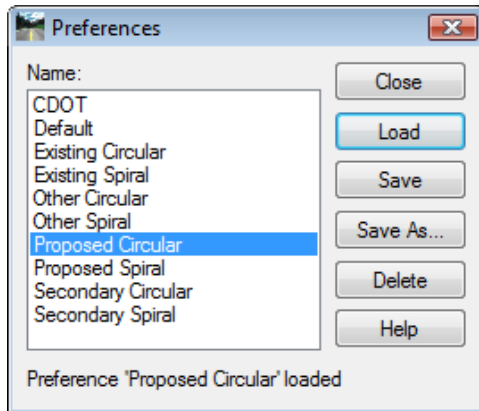 Preferences
Name:
CDOT
Default
Existing Circular
Existing Spiral
Other Circular
Other Spiral
Proposed Circular
Proposed Spiral
Secondary Circular
Secondary Spiral
Close
Load
Save
Save As...
Delete
Help
Preference 'Proposed Circular' loaded